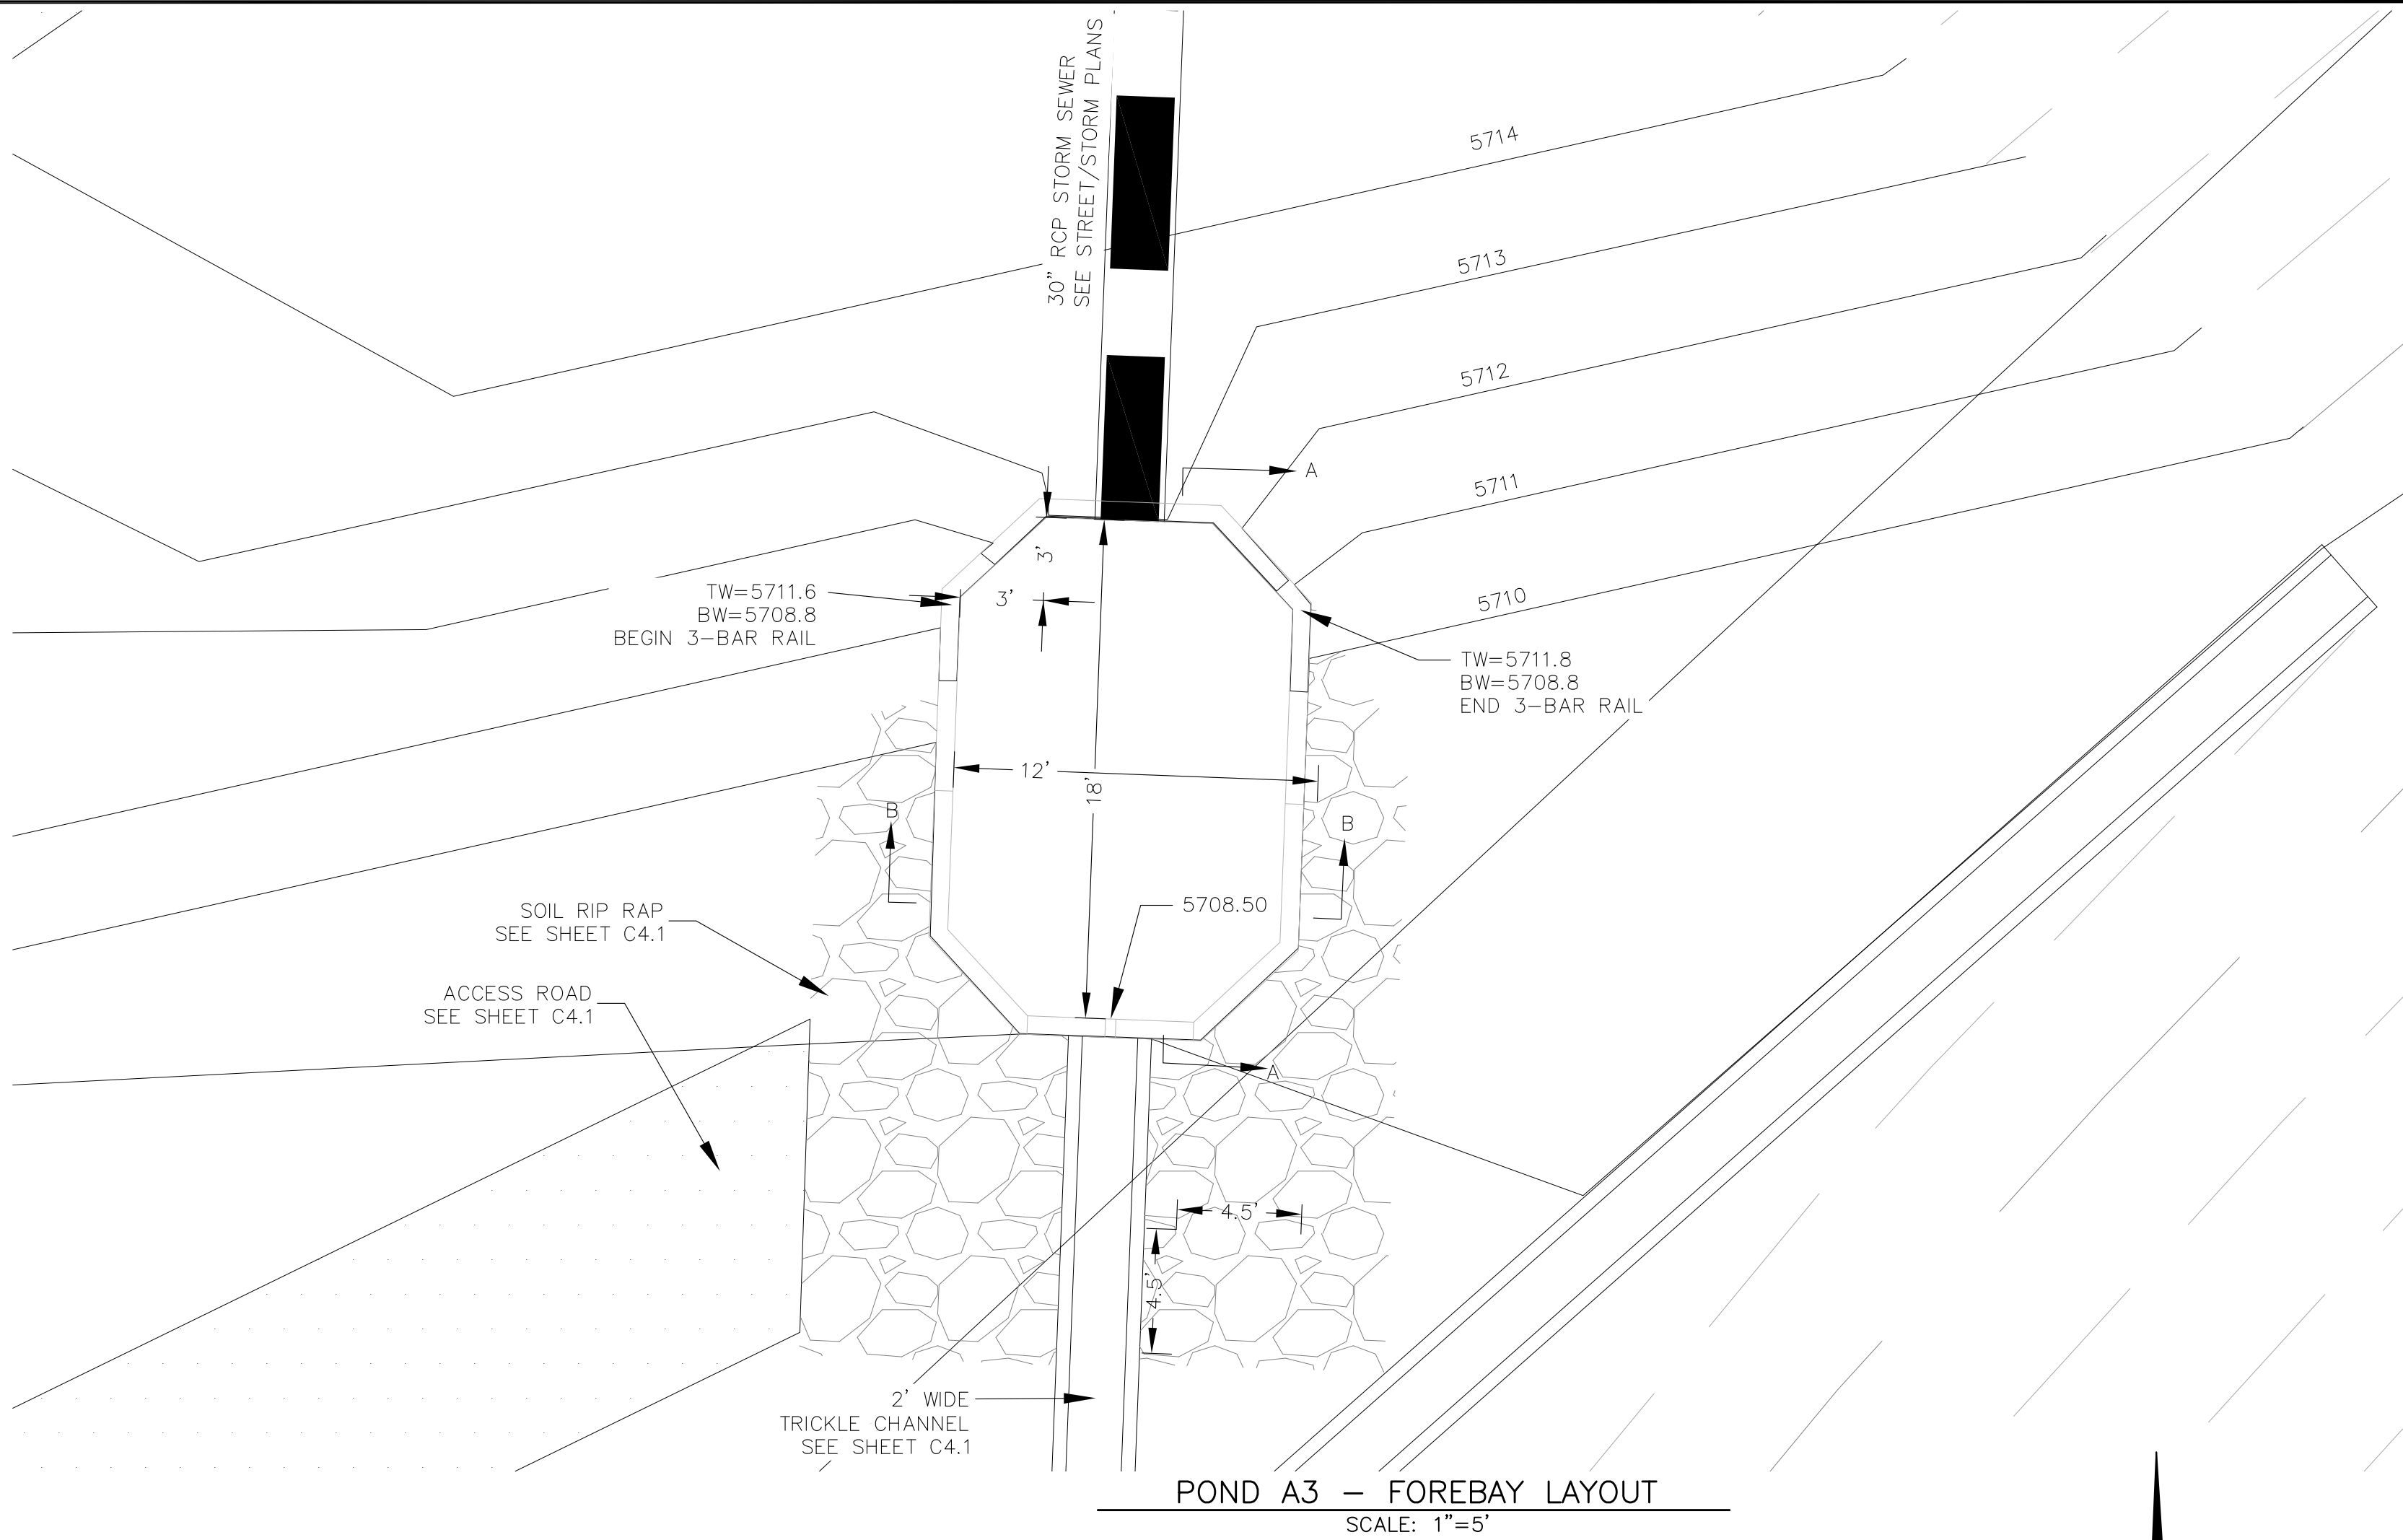 30" RCP STORM SEWER
SEE STREET/STORM PLANS
5714
5713
5712
A
5711
3'
3'
5710
TW=5711.6
BW=5708.8
BEGIN 3-BAR RAIL
TW=5711.8
BW=5708.8
END 3-BAR RAIL
12'
18'
B
B
5708.50
SOIL RIP RAP
SEE SHEET C4.1
ACCESS ROAD
SEE SHEET C4.1
A
4.5'
4.5'
2' WIDE
TRICKLE CHANNEL
SEE SHEET C4.1
POND A3 - FOREBAY LAYOUT
SCALE: 1"=5'